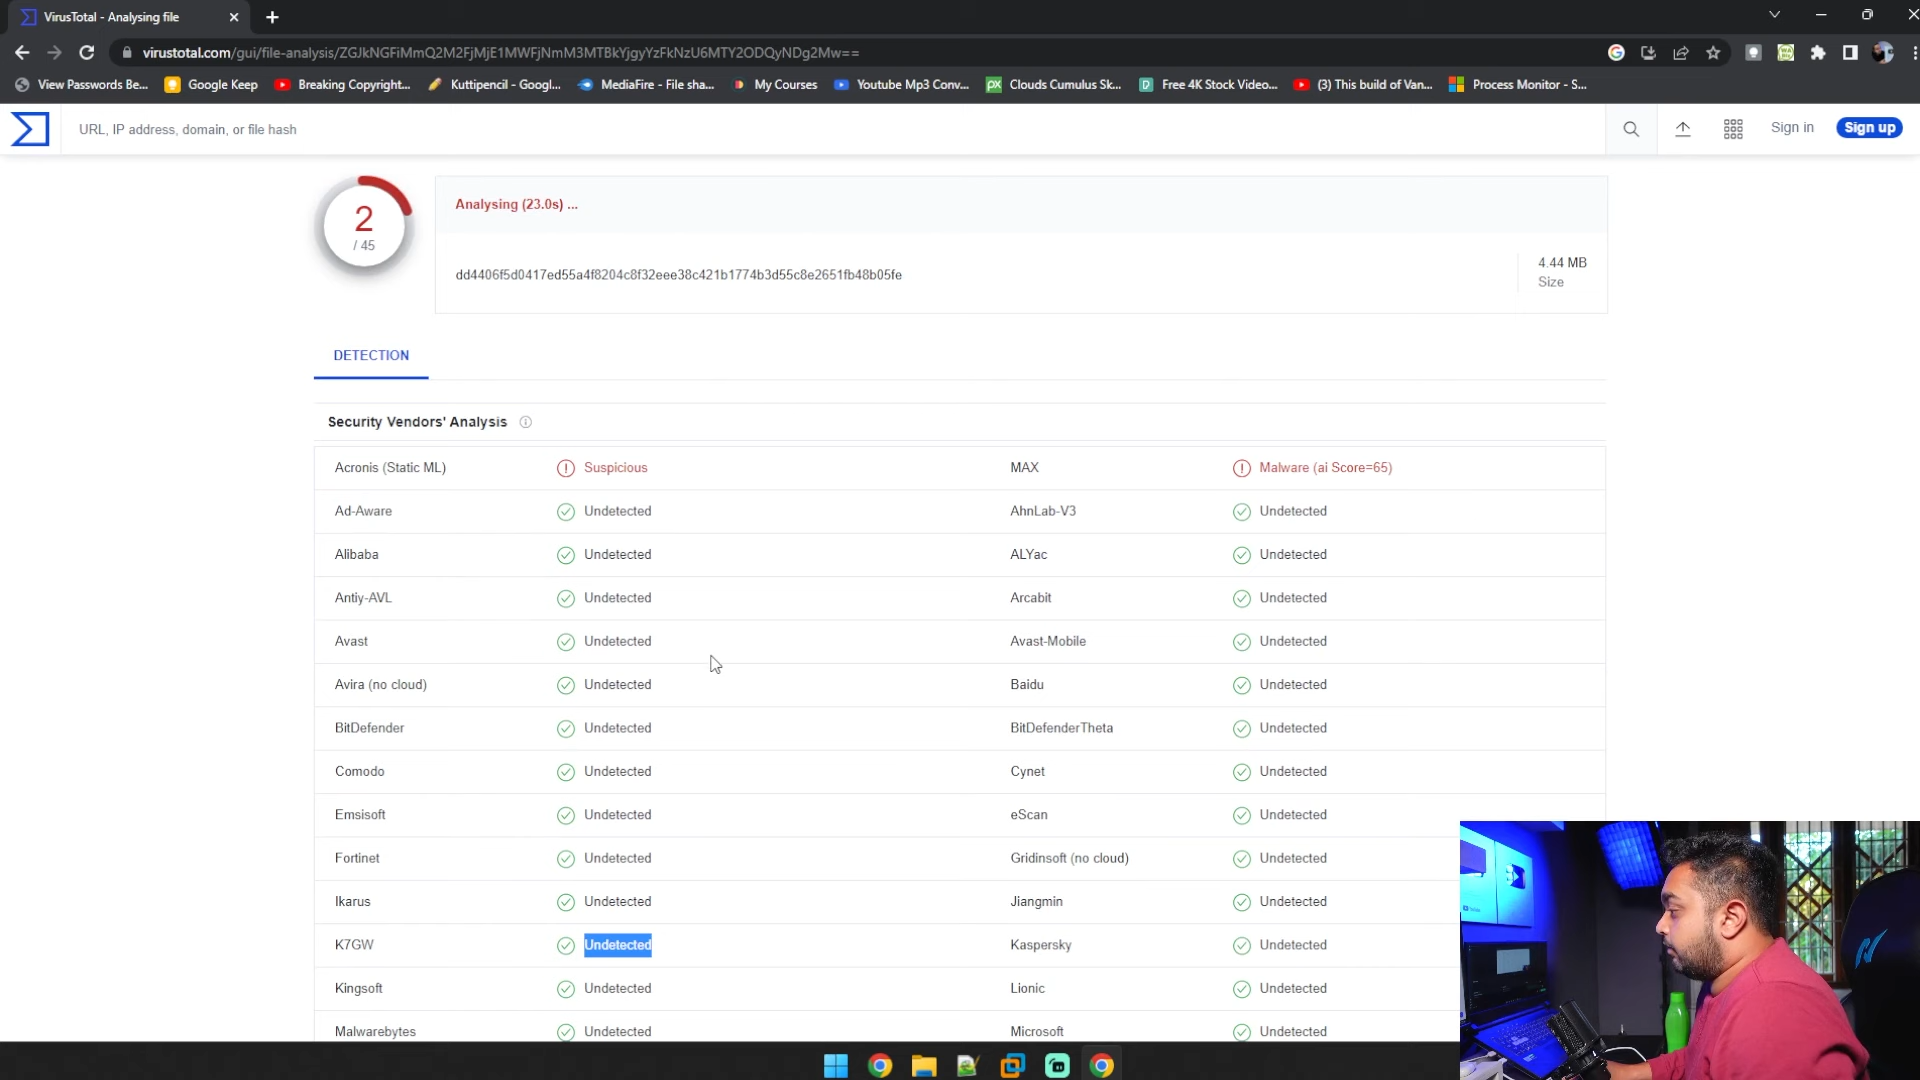 VirusTotal - Analysing file
virustotal.com/gui/file-analysis/ZGJkNGFiMmQ2M2FjMjE1MWFjNmM3MTBkYjgyYzFkNzU6MTY2ODQyNDg2Mw==
View Passwords Be... Google Keep Breaking Copyright... Kuttipencil - Googl... MediaFire - File sha... My Courses Youtube Mp3 Conv... Clouds Cumulus Sk... Free 4K Stock Video... (3) This build of Van... Process Monitor - S...
URL, IP address, domain, or file hash Sign in Sign up
2
/ 45
Analysing (23.0s) ...
dd4406f5d0417ed55a4f8204c8f32eee38c421b1774b3d55c8e2651fb48b05fe
4.44 MB
Size
DETECTION
Security Vendors' Analysis
Acronis (Static ML) Suspicious MAX Malware (ai Score=65)
Ad-Aware Undetected AhnLab-V3 Undetected
Alibaba Undetected ALYac Undetected
Antiy-AVL Undetected Arcabit Undetected
Avast Undetected Avast-Mobile Undetected
Avira (no cloud) Undetected Baidu Undetected
BitDefender Undetected BitDefenderTheta Undetected
Comodo Undetected Cynet Undetected
Emsisoft Undetected eScan Undetected
Fortinet Undetected Gridinsoft (no cloud) Undetected
Ikarus Undetected Jiangmin Undetected
K7GW Undetected Kaspersky Undetected
Kingsoft Undetected Lionic Undetected
Malwarebytes Undetected Microsoft Undetected